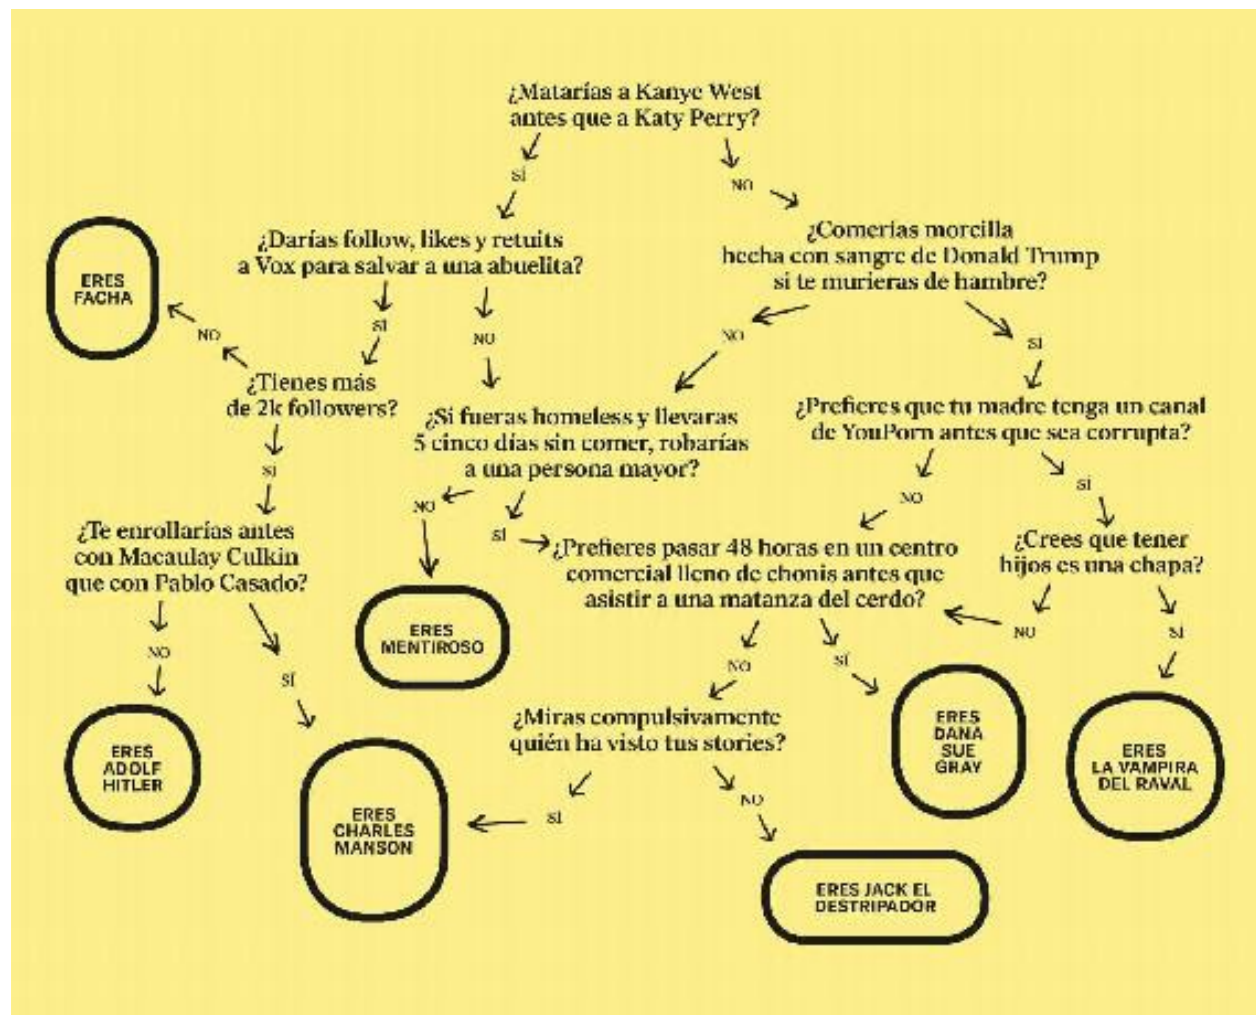 ¿Matarías a Kanye West
antes que a Katy Perry?
SÍ
NO
¿Darías follow, likes y retuits
a Vox para salvar a una abuelita?
¿Comerías morcilla
hecha con sangre de Donald Trump
si te murieras de hambre?
ERES
FACHA
NO
SÍ
NO
NO
SÍ
¿Tienes más
de 2k followers?
¿Si fueras homeless y llevaras
5 cinco días sin comer, robarías
a una persona mayor?
¿Prefieres que tu madre tenga un canal
de YouPorn antes que sea corrupta?
SÍ
NO
SÍ
NO
SÍ
¿Te enrollarías antes
con Macaulay Culkin
que con Pablo Casado?
¿Prefieres pasar 48 horas en un centro
comercial lleno de chonis antes que
asistir a una matanza del cerdo?
¿Crees que tener
hijos es una chapa?
NO
SÍ
ERES
MENTIROSO
NO
SÍ
NO
SÍ
ERES
ADOLF
HITLER
¿Miras compulsivamente
quién ha visto tus stories?
ERES
DANA
SUE
GRAY
ERES
LA VAMPIRA
DEL RAVAL
SÍ
NO
ERES
CHARLES
MANSON
ERES JACK EL
DESTRIPADOR